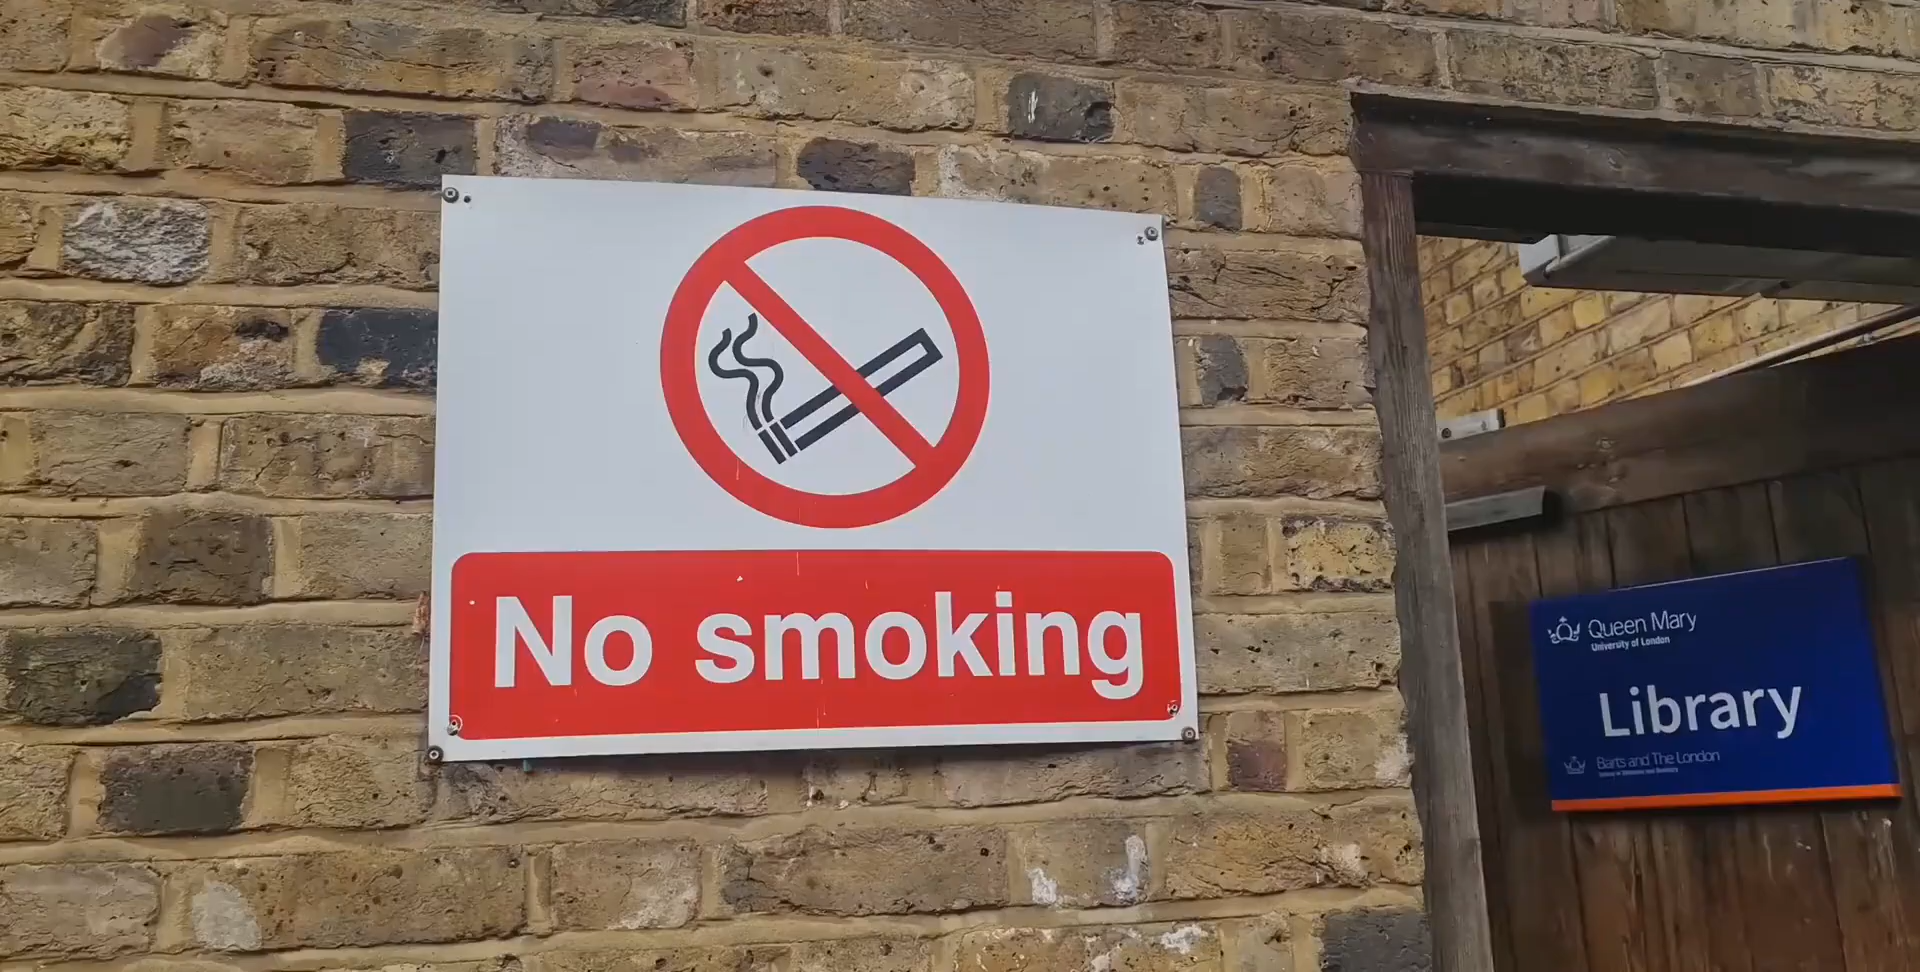 No smoking
Queen Mary
University of London
Library
Barts and The London